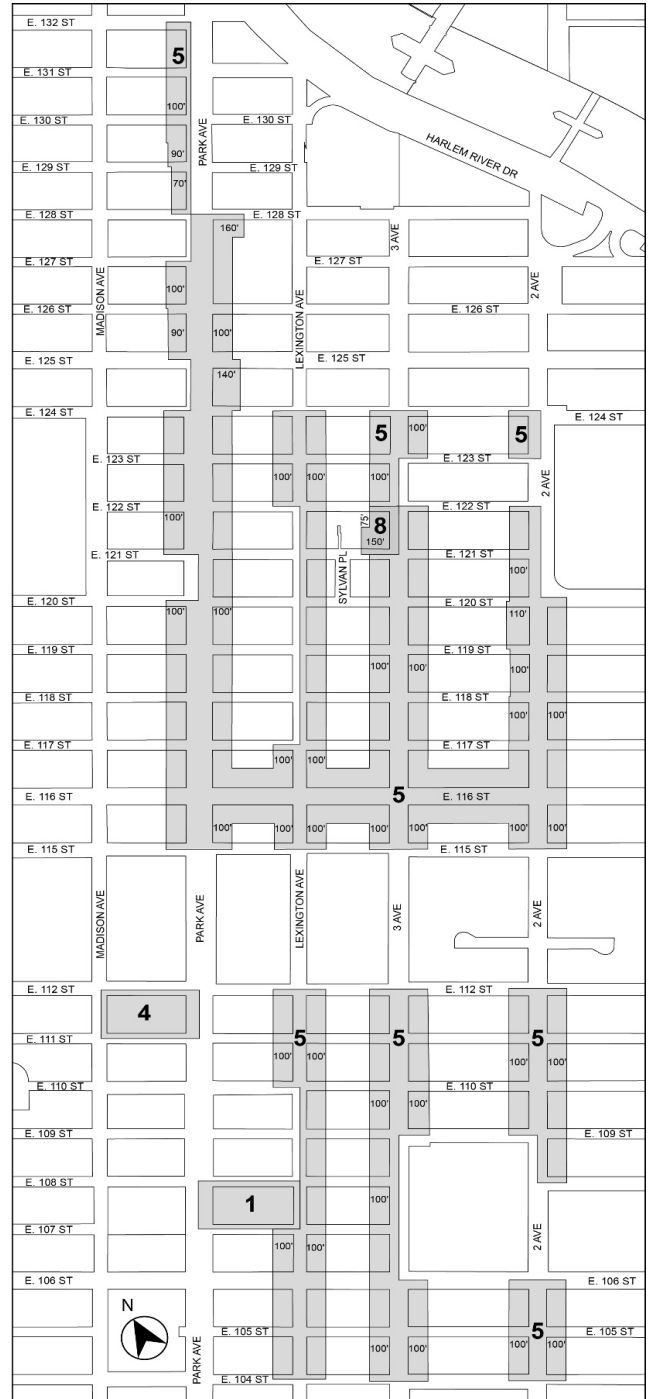 E. 132 ST
5
E. 131 ST
100'
E. 130 ST
E. 130 ST
PARK AVE
HARLEM RIVER DR
90'
E. 129 ST
E. 129 ST
70'
E. 128 ST
E. 128 ST
160'
3 AVE
E. 127 ST
E. 127 ST
MADISON AVE
100'
LEXINGTON AVE
2 AVE
E. 126 ST
E. 126 ST
90'
100'
E. 125 ST
E. 125 ST
140'
E. 124 ST
E. 124 ST
5
100'
5
E. 123 ST
E. 123 ST
100'
100'
100'
2 AVE
E. 122 ST
E. 122 ST
100'
75'
8
150'
E. 121 ST
E. 121 ST
SYLVAN PL
100'
E. 120 ST
E. 120 ST
100'
100'
110'
E. 119 ST
E. 119 ST
100'
100'
100'
E. 118 ST
E. 118 ST
100'
100'
E. 117 ST
E. 117 ST
100'
100'
E. 116 ST
5
E. 116 ST
100'
100'
100'
100'
100'
100'
100'
E. 115 ST
E. 115 ST
MADISON AVE
PARK AVE
LEXINGTON AVE
3 AVE
2 AVE
E. 112 ST
E. 112 ST
4
5
5
5
E. 111 ST
100'
100'
100'
100'
E. 110 ST
E. 110 ST
100'
100'
E. 109 ST
E. 109 ST
E. 108 ST
1
100'
E. 107 ST
100'
100'
2 AVE
E. 106 ST
E. 106 ST
N
5
E. 105 ST
E. 105 ST
100'
100'
100'
100'
100'
100'
PARK AVE
E. 104 ST